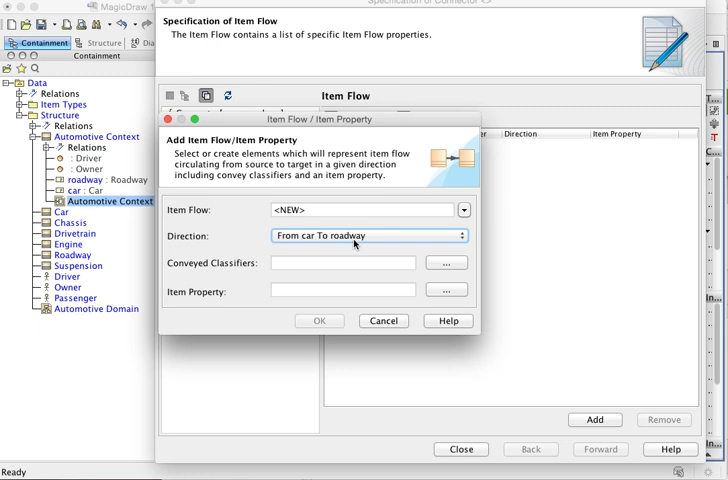 MagicDraw 1
Specification of Connector <>
Specification of Item Flow
The Item Flow contains a list of specific Item Flow properties.
Containment
Structure
Dia
Containment
Data
Relations
Item Types
Structure
Relations
Automotive Context
Relations
: Driver
: Owner
roadway : Roadway
car : Car
Automotive Context
Car
Chassis
Drivetrain
Engine
Roadway
Suspension
Driver
Owner
Passenger
Automotive Domain
Item Flow
Direction
Item Property
Item Flow / Item Property
Add Item Flow/Item Property
Select or create elements which will represent item flow
circulating from source to target in a given direction
including convey classifiers and an item property.
Item Flow:
<NEW>
Direction:
From car To roadway
Conveyed Classifiers:
...
Item Property:
...
OK
Cancel
Help
Add
Remove
Close
Back
Forward
Help
Ready